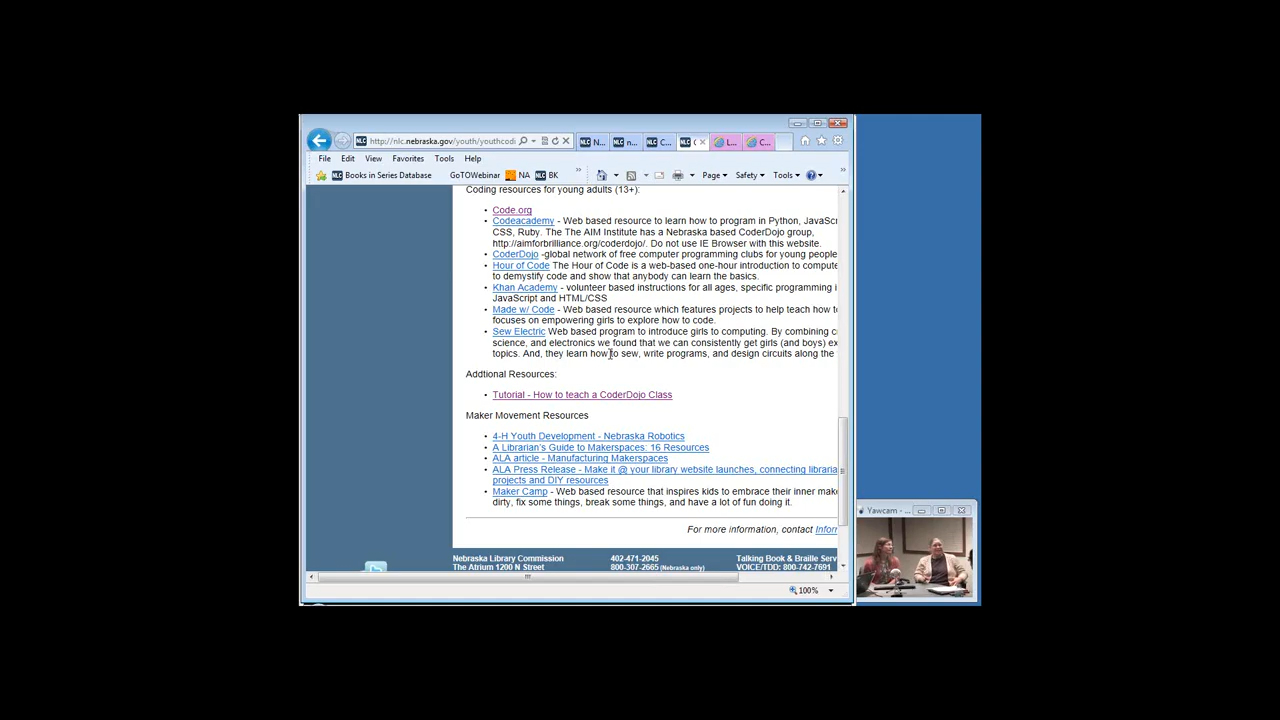 http://nlc.nebraska.gov/youth/youthcodi
N...
n...
C...
L...
C...
File Edit View Favorites Tools Help
Books in Series Database GoTOWebinar NA BK
Page Safety Tools
Coding resources for young adults (13+):
Code org
Codeacademy - Web based resource to learn how to program in Python, JavaScr
CSS, Ruby. The The AIM Institute has a Nebraska based CoderDojo group,
http://aimforbrilliance.org/coderdojo/. Do not use IE Browser with this website.
CoderDojo -global network of free computer programming clubs for young people
Hour of Code The Hour of Code is a web-based one-hour introduction to compute
to demystify code and show that anybody can learn the basics.
Khan Academy - volunteer based instructions for all ages, specific programming i
JavaScript and HTML/CSS
Made w/ Code - Web based resource which features projects to help teach how t
focuses on empowering girls to explore how to code.
Sew Electric Web based program to introduce girls to computing. By combining c
science, and electronics we found that we can consistently get girls (and boys) ex
topics. And, they learn how to sew, write programs, and design circuits along the
Addtional Resources:
Tutorial - How to teach a CoderDojo Class
Maker Movement Resources
4-H Youth Development - Nebraska Robotics
A Librarian's Guide to Makerspaces: 16 Resources
ALA article - Manufacturing Makerspaces
ALA Press Release - Make it @ your library website launches, connecting libraria
projects and DIY resources
Maker Camp - Web based resource that inspires kids to embrace their inner make
dirty, fix some things, break some things, and have a lot of fun doing it.
For more information, contact Infor
Nebraska Library Commission 402-471-2045 Talking Book & Braille Serv
The Atrium 1200 N Street 800-307-2665 (Nebraska only) VOICE/TDD: 800-742-7691
100%
Yawcam - ...